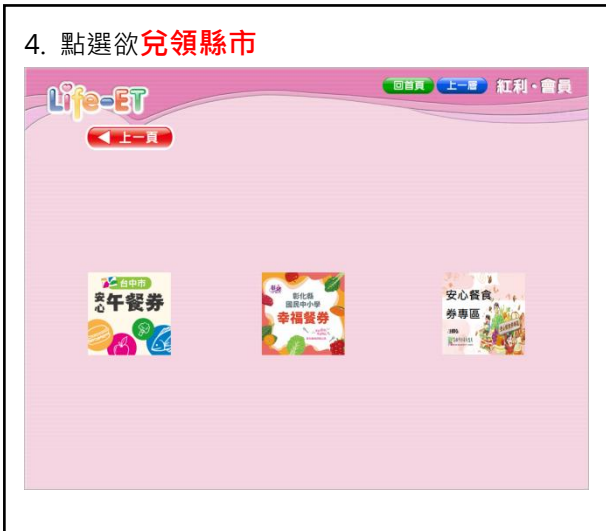 4. 點選欲兌領縣市
Life-ET
回首頁 上一層 紅利・會員
上一頁
台中市
安心午餐券
彰化縣
國民中小學
幸福餐券
安心餐食
券專區